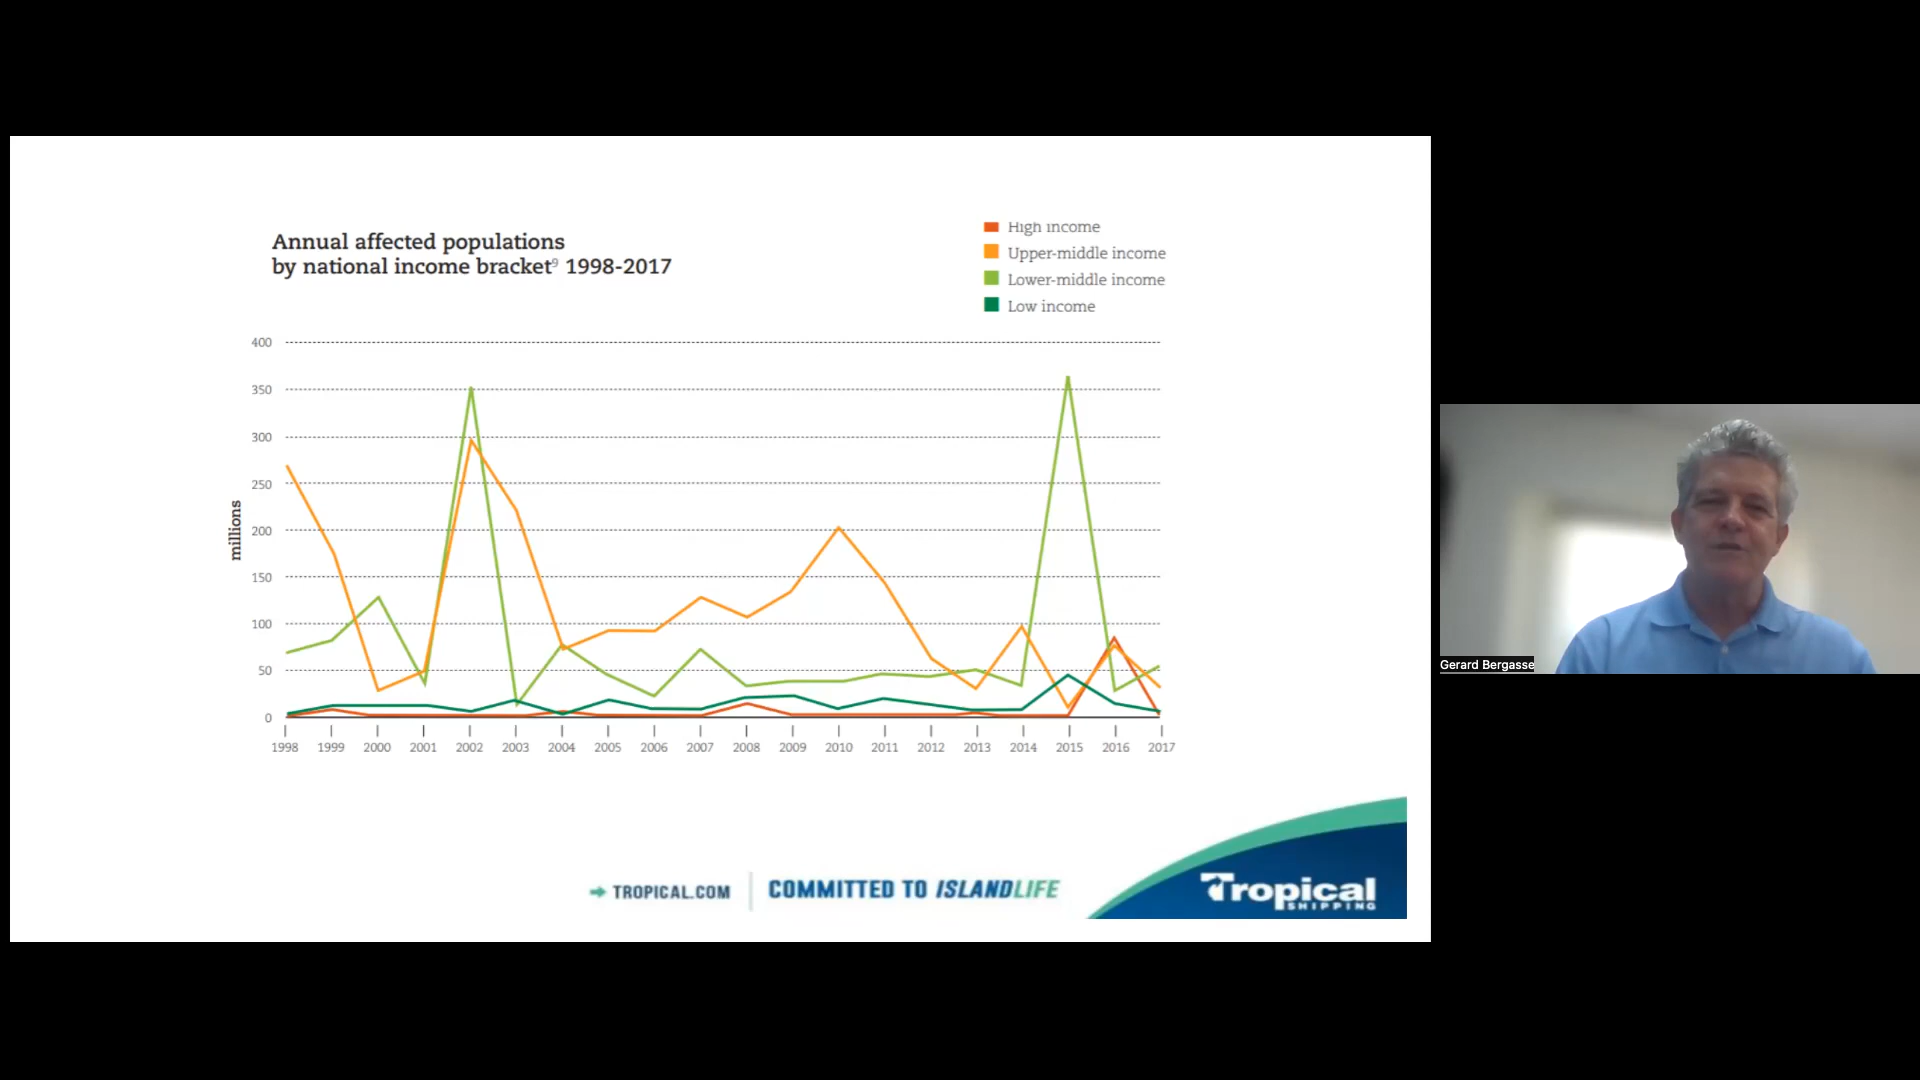 Annual affected populations
by national income bracket⁹ 1998-2017
High income
Upper-middle income
Lower-middle income
Low income
400
350
300
250
200
150
100
50
0
millions
1998 1999 2000 2001 2002 2003 2004 2005 2006 2007 2008 2009 2010 2011 2012 2013 2014 2015 2016 2017
TROPICAL.COM
COMMITTED TO ISLANDLIFE
Tropical
SHIPPING
Gerard Bergasse